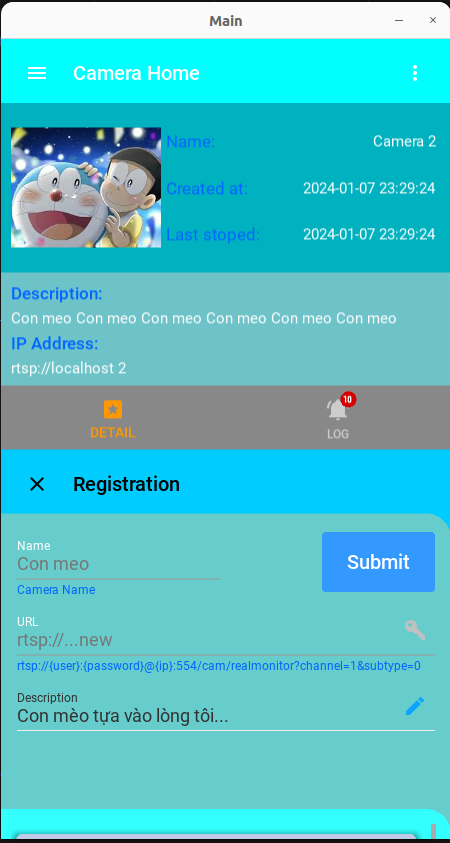 Main
Camera Home
Name: Camera 2
Created at: 2024-01-07 23:29:24
Last stoped: 2024-01-07 23:29:24
Description:
Con meo Con meo Con meo Con meo Con meo Con meo
IP Address:
rtsp://localhost 2
10
DETAIL LOG
Registration
Name
Con meo
Camera Name
Submit
URL
rtsp://...new
rtsp://{user}:{password}@{ip}:554/cam/realmonitor?channel=1&subtype=0
Description
Con mèo tựa vào lòng tôi...